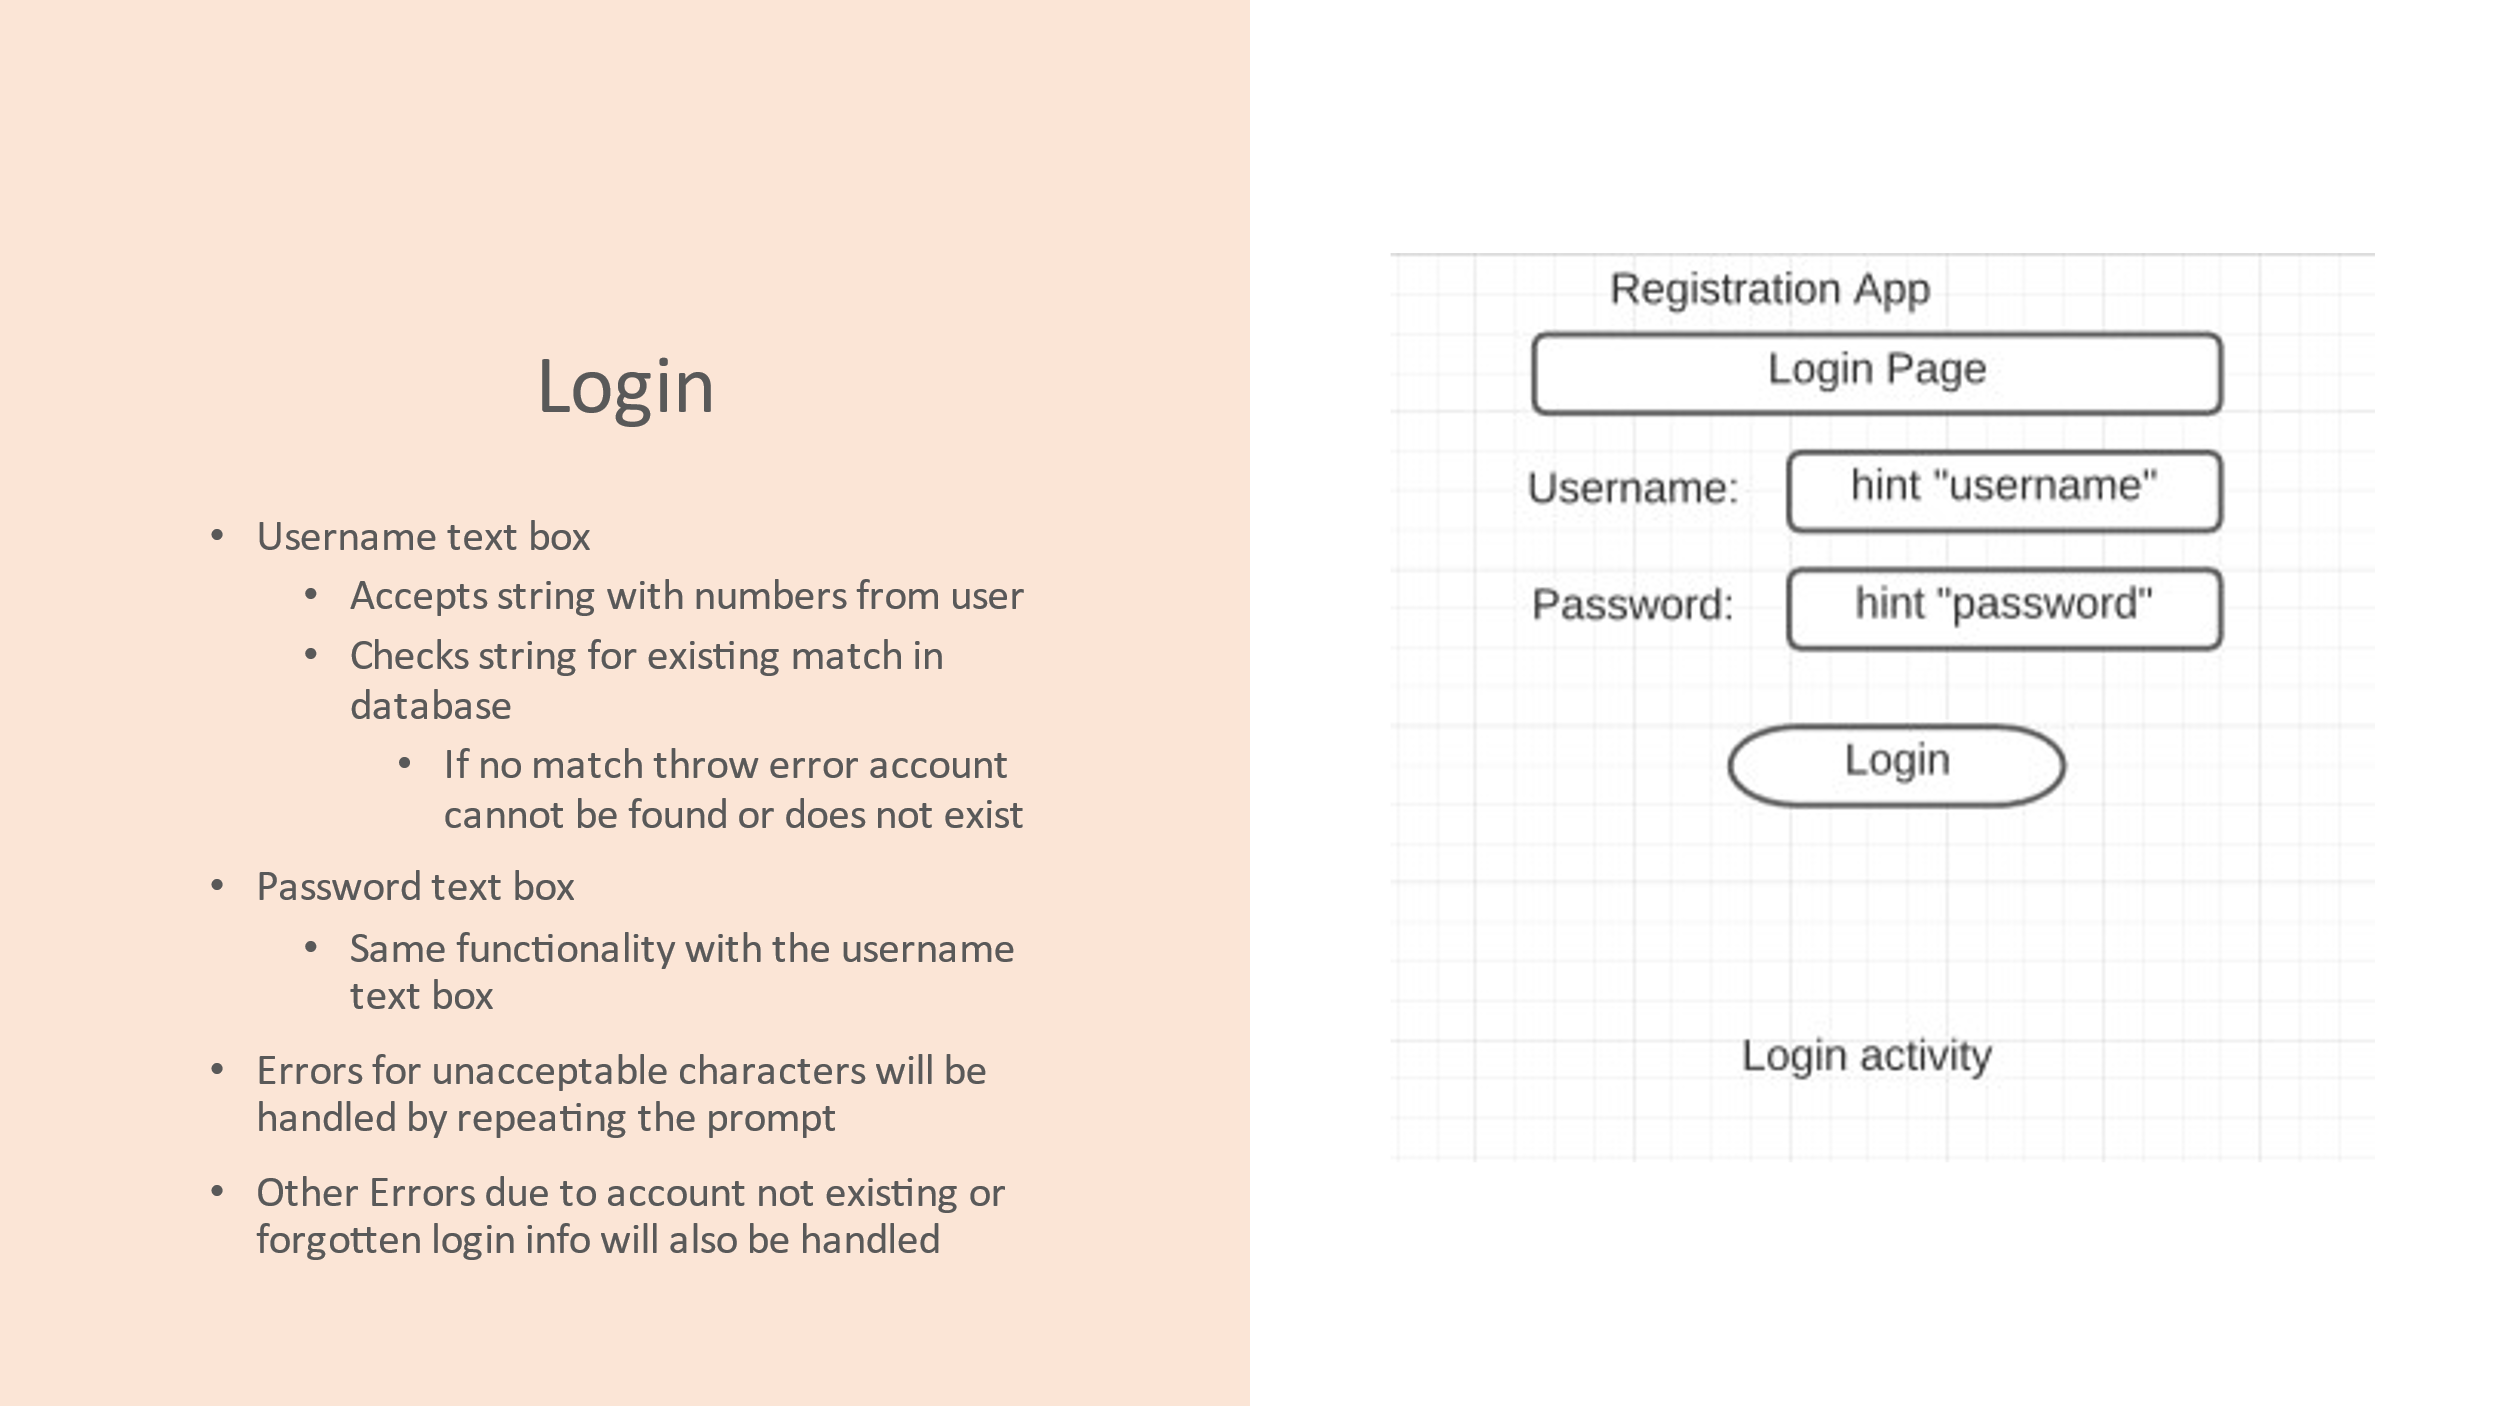 Login
• Username text box
• Accepts string with numbers from user
• Checks string for existing match in
database
• If no match throw error account
cannot be found or does not exist
• Password text box
• Same functionality with the username
text box
• Errors for unacceptable characters will be
handled by repeating the prompt
• Other Errors due to account not existing or
forgotten login info will also be handled
Registration App
Login Page
Username: hint "username"
Password: hint "password"
Login
Login activity